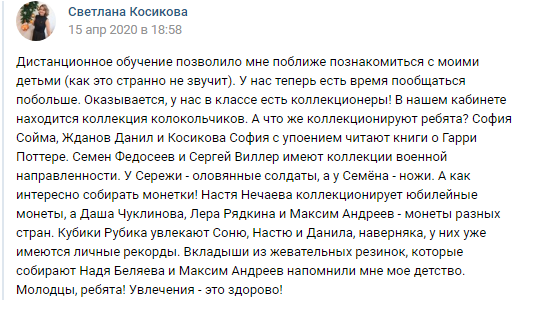 Светлана Косикова
15 апр 2020 в 18:58
Дистанционное обучение позволило мне поближе познакомиться с моими
детьми (как это странно не звучит). У нас теперь есть время пообщаться
побольше. Оказывается, у нас в классе есть коллекционеры! В нашем кабинете
находится коллекция колокольчиков. А что же коллекционируют ребята? София
Сойма, Жданов Данил и Косикова София с упоением читают книги о Гарри
Поттере. Семен Федосеев и Сергей Виллер имеют коллекции военной
направленности. У Сережи - оловянные солдаты, а у Семёна - ножи. А как
интересно собирать монетки! Настя Нечаева коллекционирует юбилейные
монеты, а Даша Чуклинова, Лера Рядкина и Максим Андреев - монеты разных
стран. Кубики Рубика увлекают Соню, Настю и Данила, наверняка, у них уже
имеются личные рекорды. Вкладыши из жевательных резинок, которые
собирают Надя Беляева и Максим Андреев напомнили мне мое детство.
Молодцы, ребята! Увлечения - это здорово!